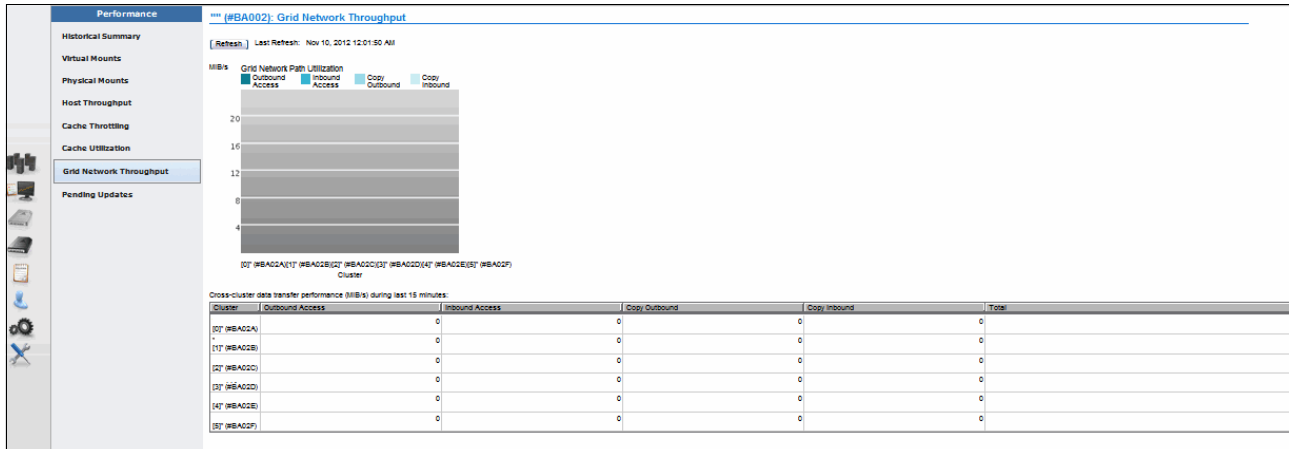 Performance
Historical Summary
Virtual Mounts
Physical Mounts
Host Throughput
Cache Throttling
Cache Utilization
Grid Network Throughput
Pending Updates
"" (#BA002): Grid Network Throughput
Refresh Last Refresh: Nov 10, 2012 12:01:50 AM
MiB/s Grid Network Path Utilization
Outbound Access Inbound Access Copy Outbound Copy Inbound
20
16
12
8
4
[0]" (#BA02A)[1]" (#BA02B)[2]" (#BA02C)[3]" (#BA02D)[4]" (#BA02E)[5]" (#BA02F)
Cluster
Cross-cluster data transfer performance (MiB/s) during last 15 minutes:
Cluster Outbound Access Inbound Access Copy Outbound Copy Inbound Total
[0]" (#BA02A) 0 0 0 0
[1]" (#BA02B) 0 0 0 0
[2]" (#BA02C) 0 0 0 0
[3]" (#BA02D) 0 0 0 0
[4]" (#BA02E) 0 0 0 0
[5]" (#BA02F) 0 0 0 0